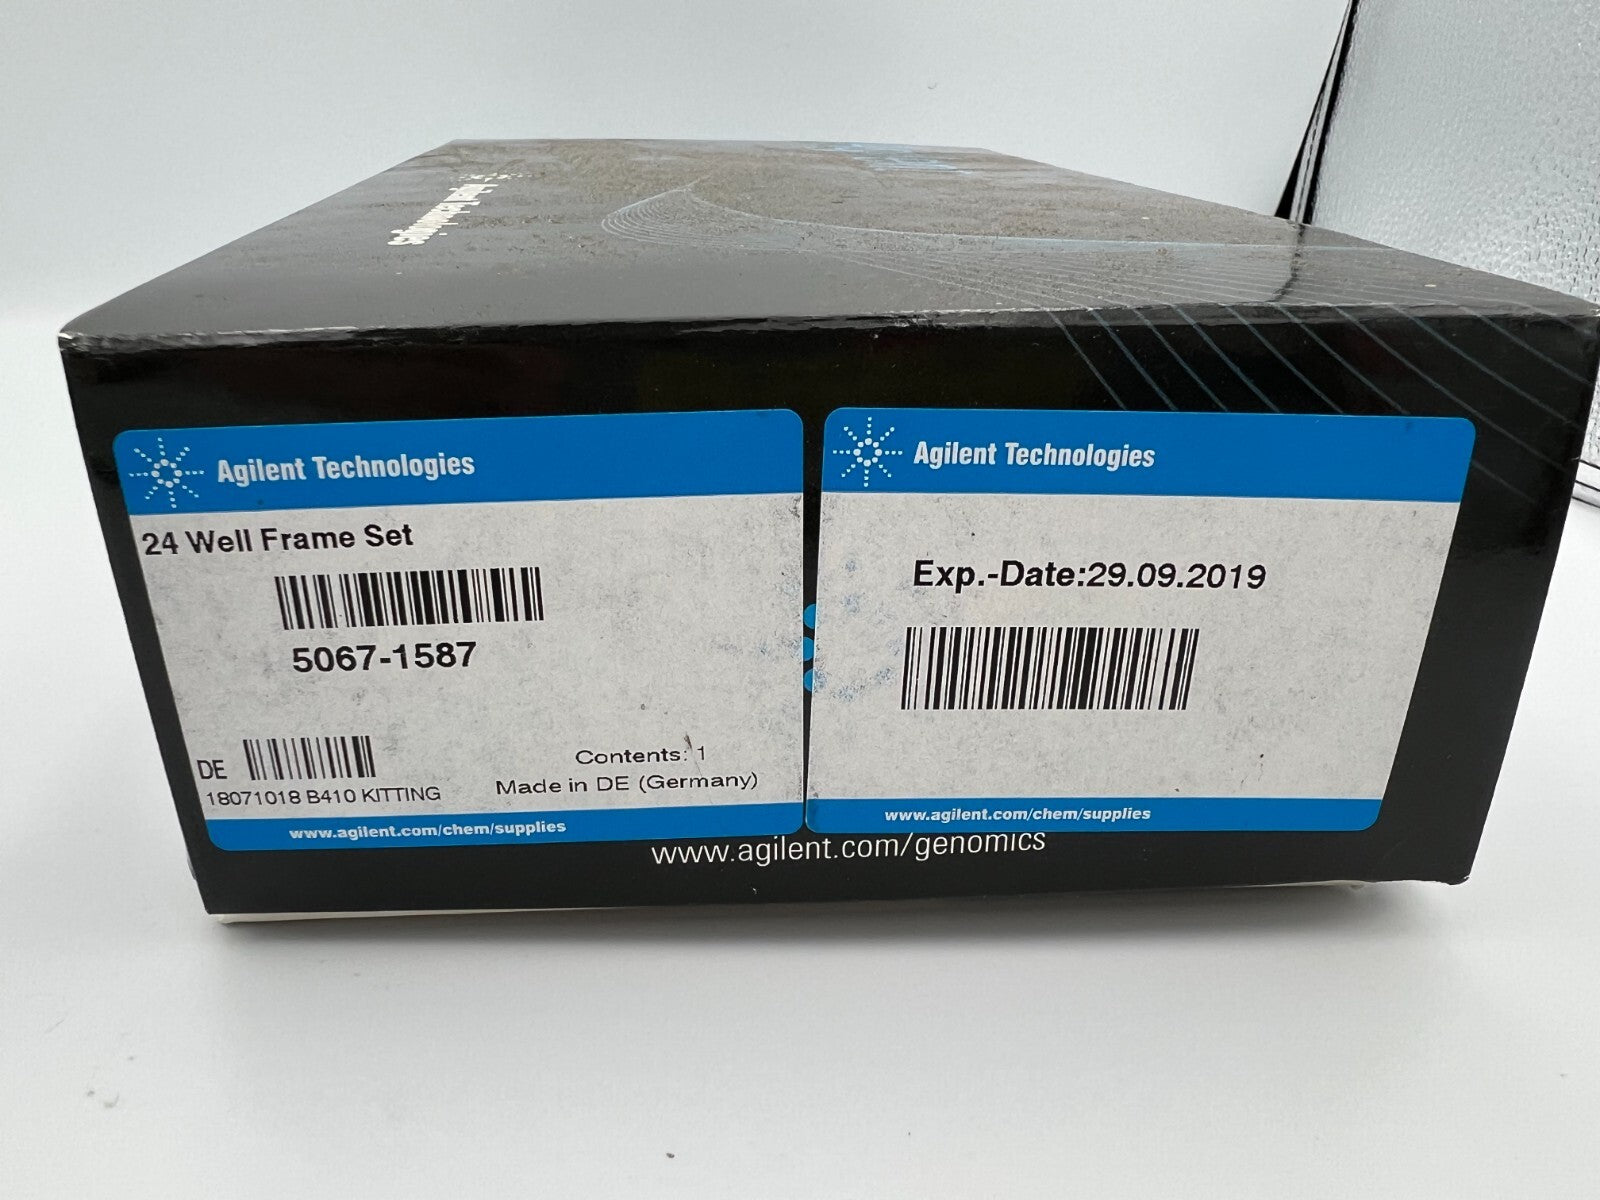 Agilent Technologies
Agilent Technologies
24 Well Frame Set
5067-1587
DE
18071018 B410 KITTING
Contents: 1
Made in DE (Germany)
www.agilent.com/chem/supplies
Agilent Technologies
Exp.-Date:29.09.2019
www.agilent.com/chem/supplies
www.agilent.com/genomics